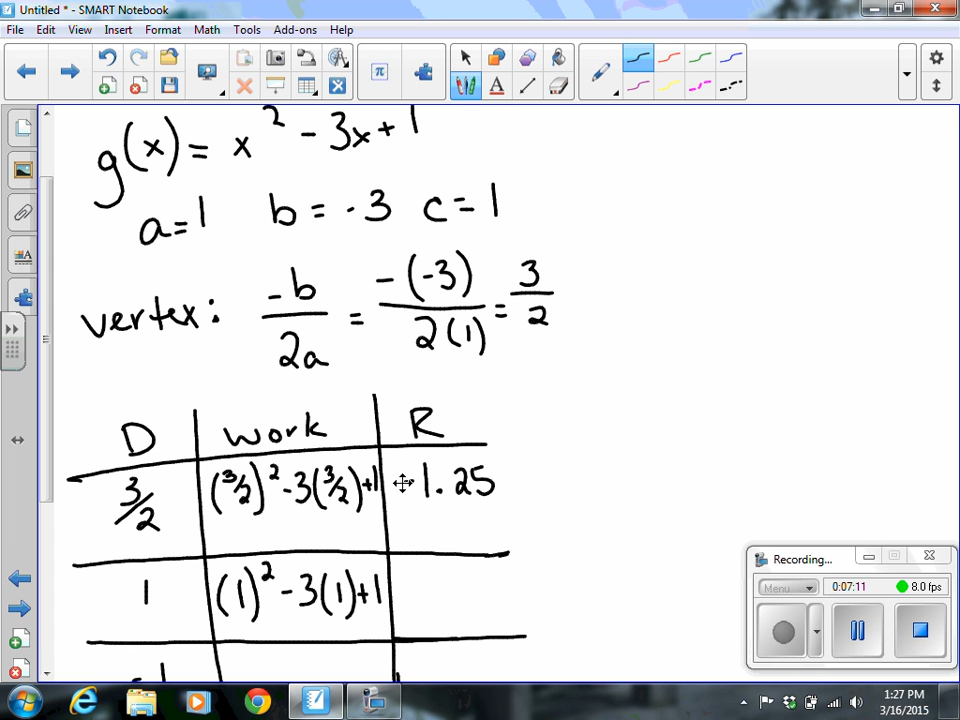 Untitled * - SMART Notebook
File Edit View Insert Format Math Tools Add-ons Help
g(x) = x² - 3x + 1
a = 1 b = -3 c = 1
vertex: -b/2a = -(-3)/2(1) = 3/2
D work R
3/2 (3/2)² - 3(3/2) + 1 -1.25
1 (1)² - 3(1) + 1
Recording...
Menu 0:07:11 8.0 fps
1:27 PM
3/16/2015